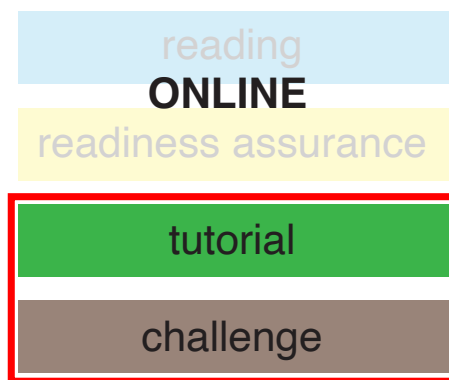 reading
ONLINE
readiness assurance
tutorial
challenge